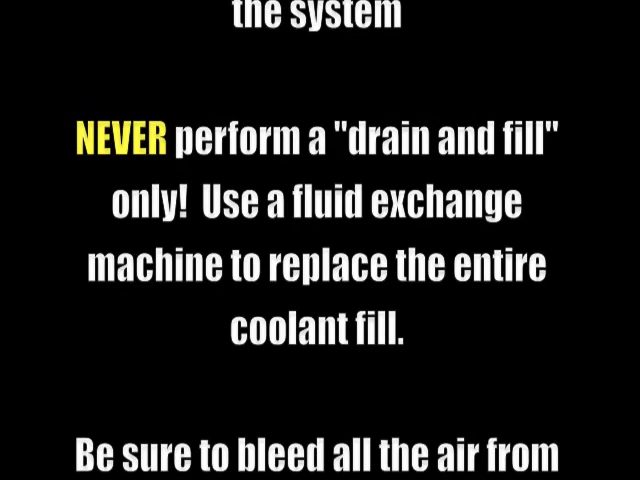 the system
NEVER perform a "drain and fill"
only!  Use a fluid exchange
machine to replace the entire
coolant fill.
Be sure to bleed all the air from